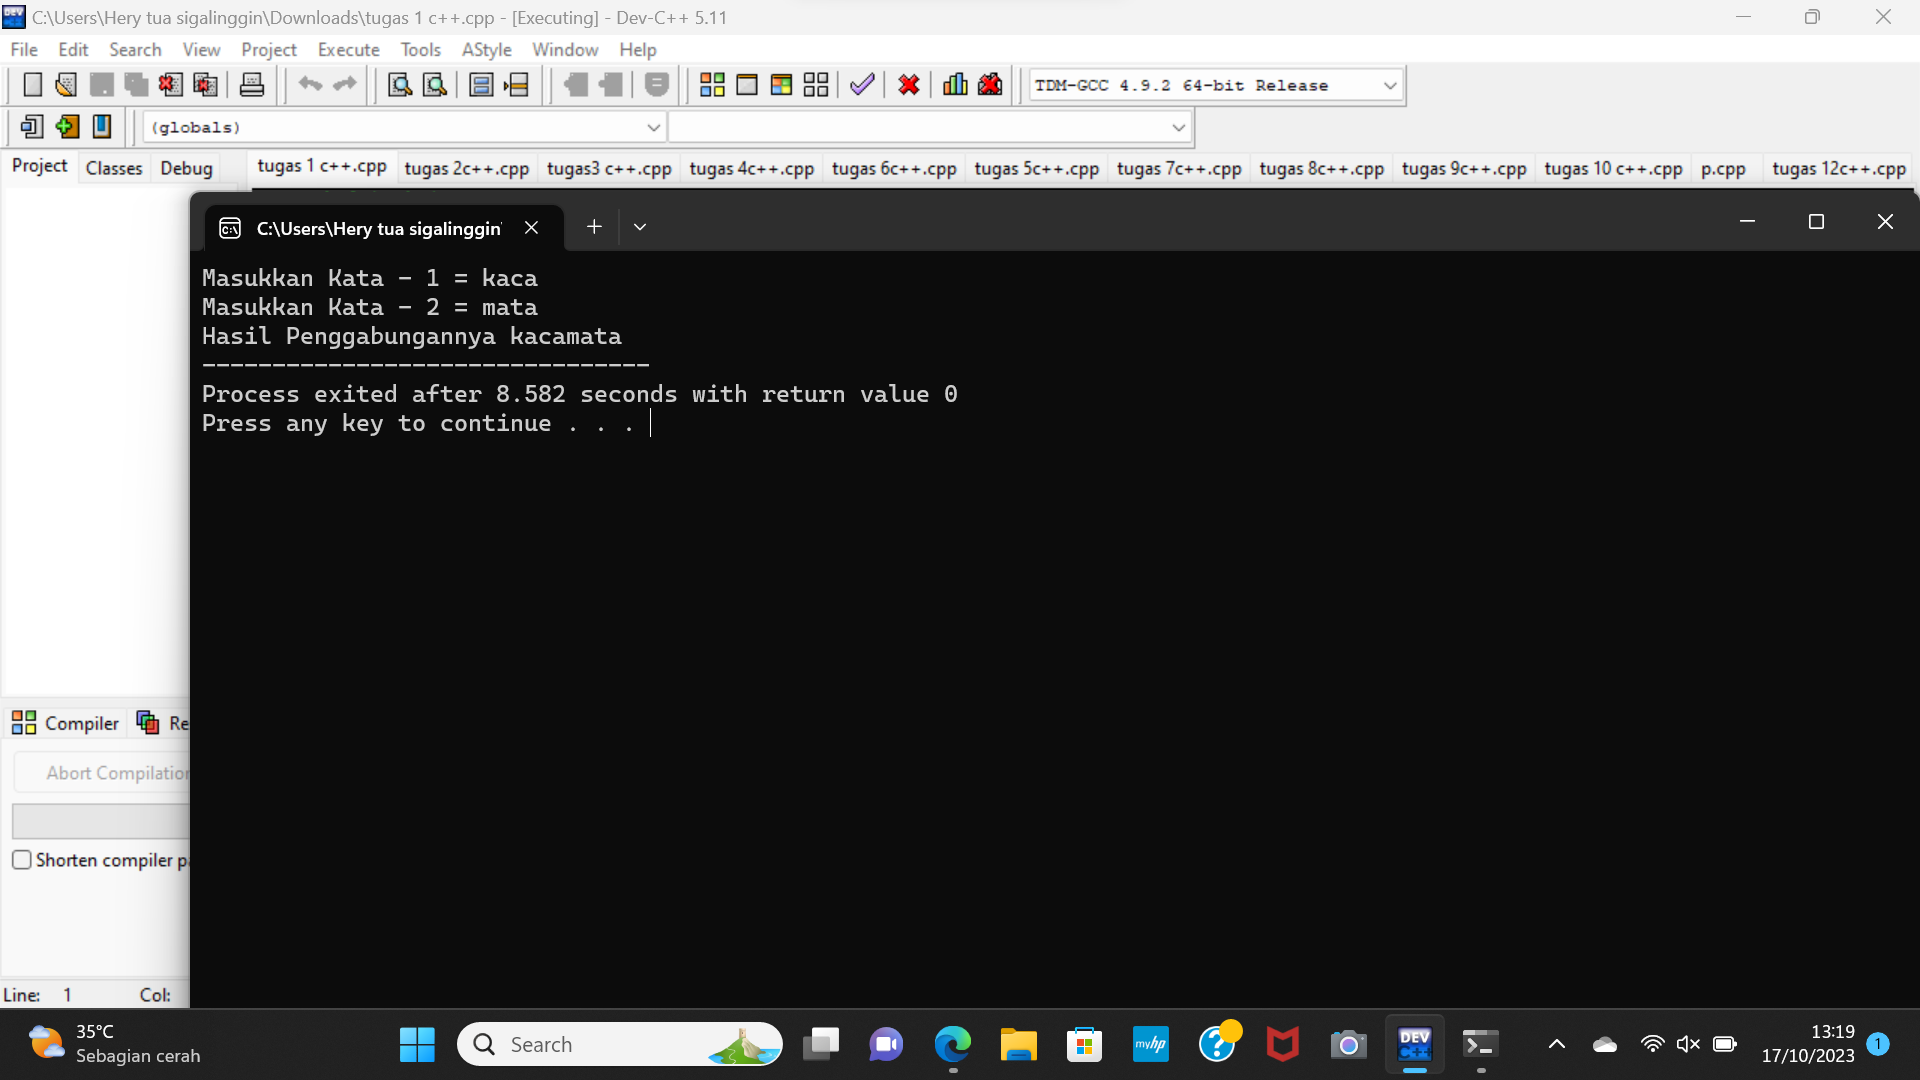 C:\Users\Hery tua sigalinggin\Downloads\tugas 1 c++.cpp - [Executing] - Dev-C++ 5.11
File Edit Search View Project Execute Tools AStyle Window Help
TDM-GCC 4.9.2 64-bit Release
(globals)
Project Classes Debug tugas 1 c++.cpp tugas 2c++.cpp tugas3 c++.cpp tugas 4c++.cpp tugas 6c++.cpp tugas 5c++.cpp tugas 7c++.cpp tugas 8c++.cpp tugas 9c++.cpp tugas 10 c++.cpp p.cpp tugas 12c++.cpp
C:\Users\Hery tua sigalinggin
Masukkan Kata - 1 = kaca
Masukkan Kata - 2 = mata
Hasil Penggabungannya kacamata
--------------------------------
Process exited after 8.582 seconds with return value 0
Press any key to continue . . .
Compiler Re
Abort Compilation
Shorten compiler pa
Line: 1 Col:
35°C
Sebagian cerah
Search
myhp
DEV C++
13:19
17/10/2023
1